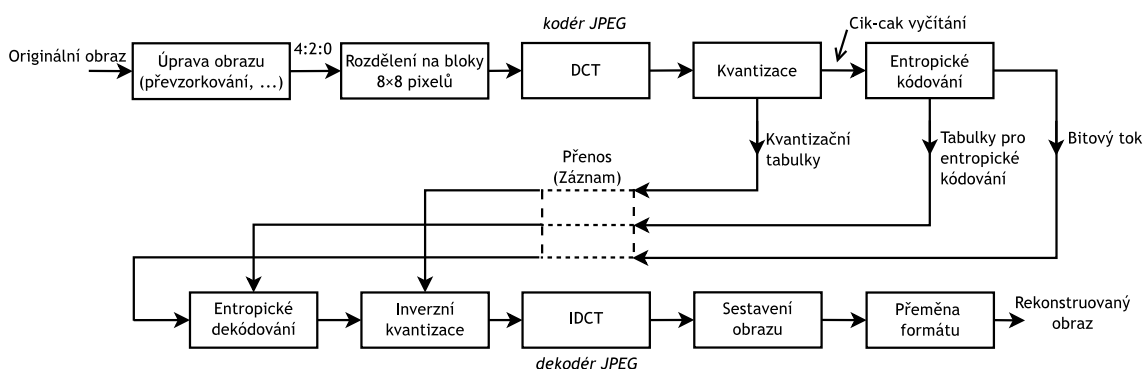 kodér JPEG
Cik-cak vyčítání
Originální obraz
Úprava obrazu
(převzorkování, ...)
4:2:0
Rozdělení na bloky
8×8 pixelů
DCT
Kvantizace
Entropické
kódování
Kvantizační
tabulky
Tabulky pro
entropické
kódování
Bitový tok
Přenos
(Záznam)
Entropické
dekódování
Inverzní
kvantizace
IDCT
Sestavení
obrazu
Přeměna
formátu
Rekonstruovaný
obraz
dekodér JPEG